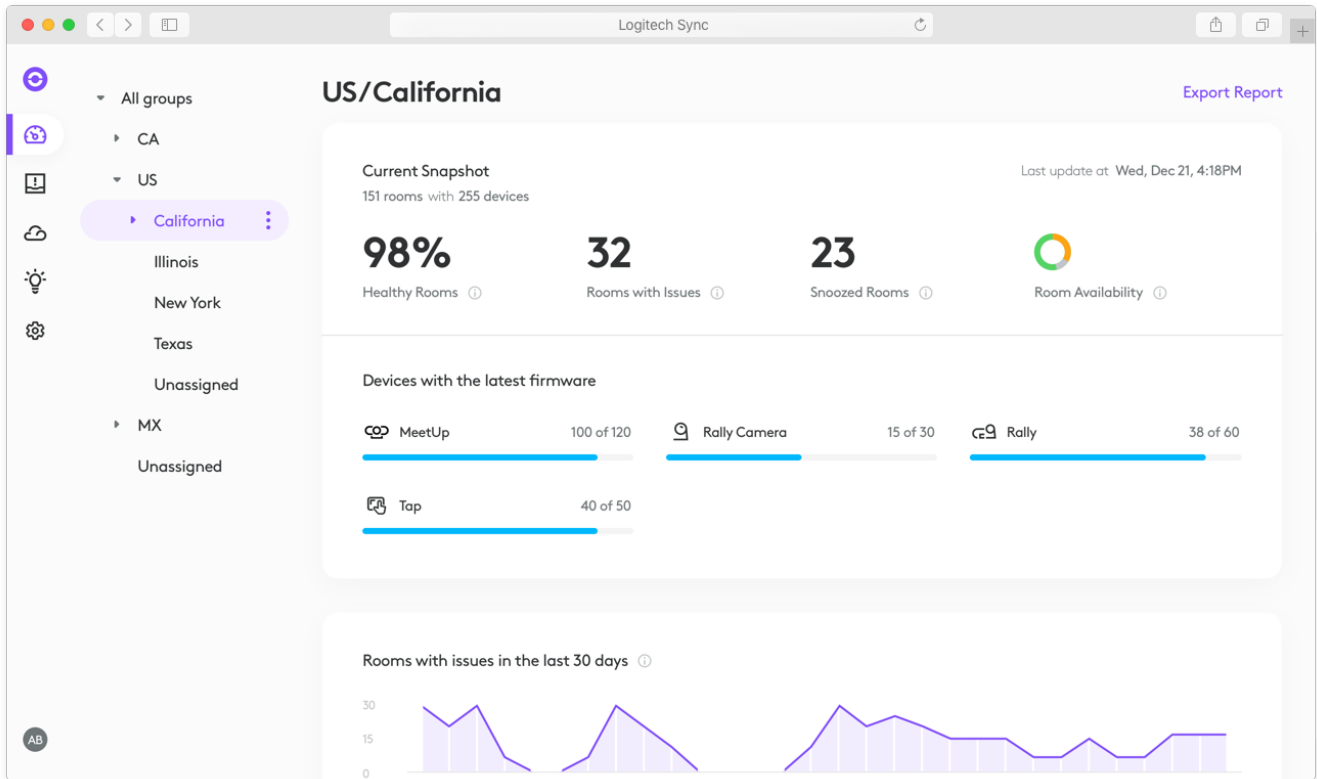 Logitech Sync
All groups
CA
US
California
Illinois
New York
Texas
Unassigned
MX
Unassigned
AB
US/California
Export Report
Current Snapshot
Last update at Wed, Dec 21, 4:18PM
151 rooms with 255 devices
98%
Healthy Rooms
32
Rooms with Issues
23
Snoozed Rooms
Room Availability
Devices with the latest firmware
MeetUp 100 of 120
Rally Camera 15 of 30
Rally 38 of 60
Tap 40 of 50
Rooms with issues in the last 30 days
30
15
0